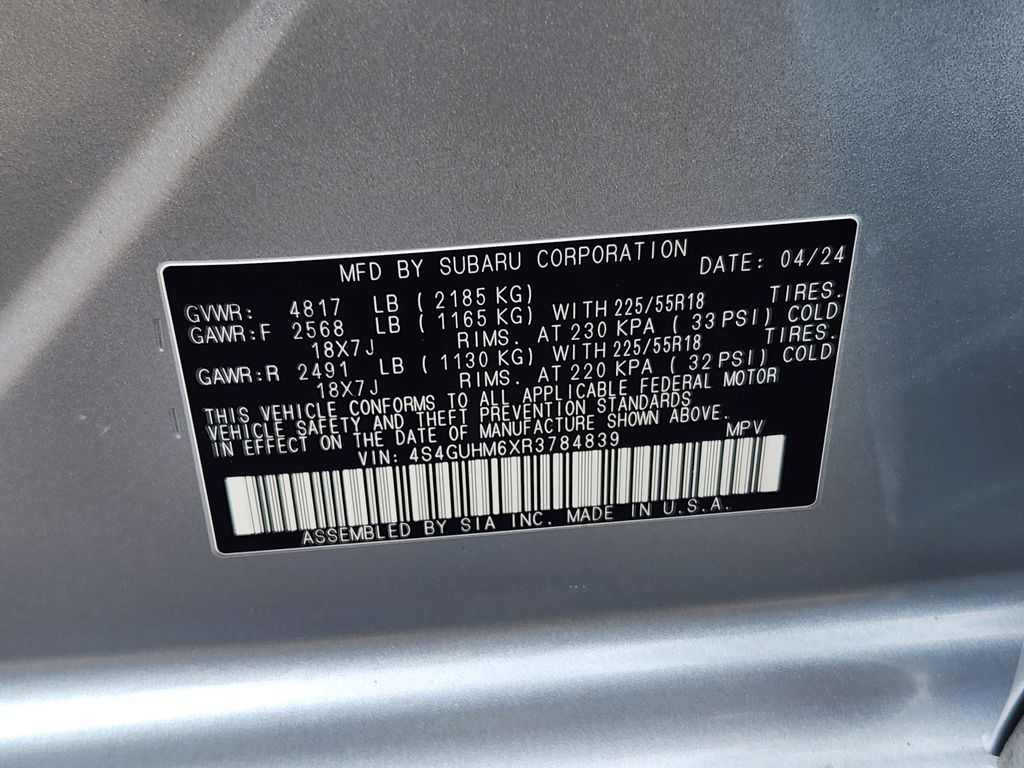 MFD BY SUBARU CORPORATION DATE: 04/24
GVWR: 4817 LB ( 2185 KG)
GAWR:F 2568 LB ( 1165 KG) WITH 225/55R18 TIRES.
18X7J RIMS. AT 230 KPA ( 33 PSI) COLD
GAWR:R 2491 LB ( 1130 KG) WITH 225/55R18 TIRES.
18X7J RIMS. AT 220 KPA ( 32 PSI) COLD
THIS VEHICLE CONFORMS TO ALL APPLICABLE FEDERAL MOTOR
VEHICLE SAFETY AND THEFT PREVENTION STANDARDS
IN EFFECT ON THE DATE OF MANUFACTURE SHOWN ABOVE.
VIN: 4S4GUHM6XR3784839 MPV
ASSEMBLED BY SIA INC. MADE IN U.S.A.